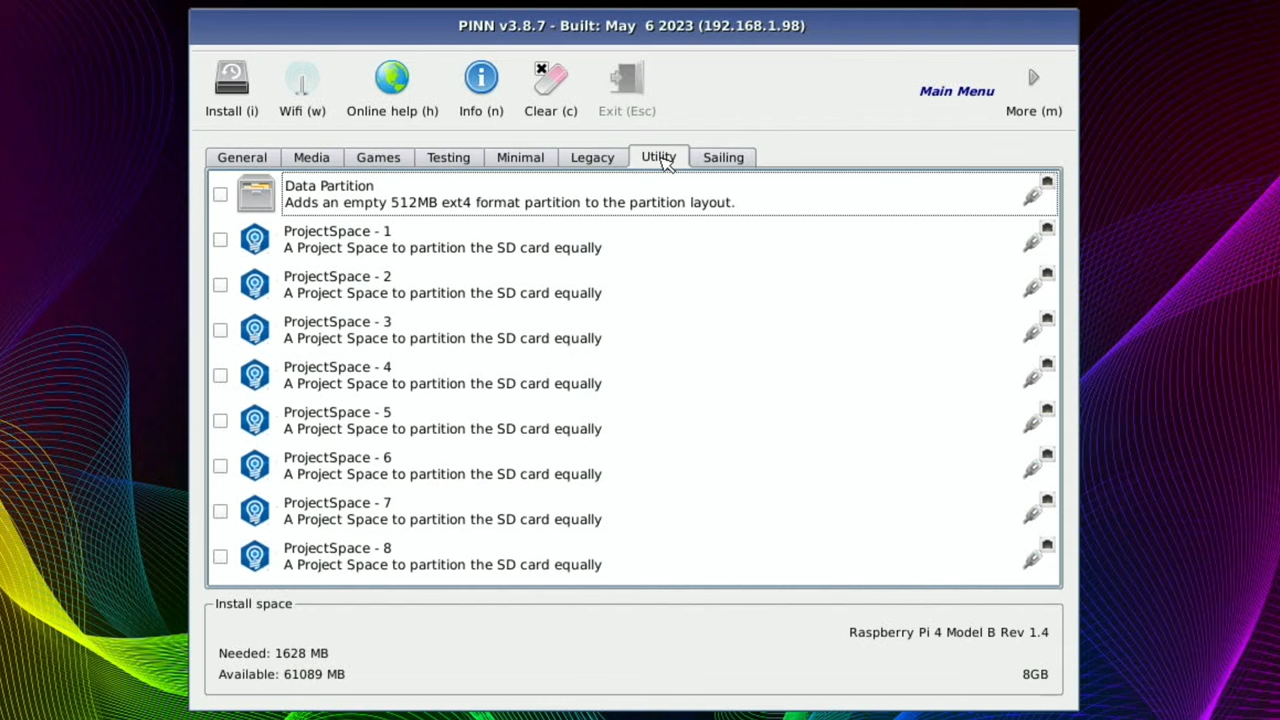 PINN v3.8.7 - Built: May  6 2023 (192.168.1.98)
Install (i)
Wifi (w)
Online help (h)
Info (n)
Clear (c)
Exit (Esc)
Main Menu
More (m)
General
Media
Games
Testing
Minimal
Legacy
Utility
Sailing
Data Partition
Adds an empty 512MB ext4 format partition to the partition layout.
ProjectSpace - 1
A Project Space to partition the SD card equally
ProjectSpace - 2
A Project Space to partition the SD card equally
ProjectSpace - 3
A Project Space to partition the SD card equally
ProjectSpace - 4
A Project Space to partition the SD card equally
ProjectSpace - 5
A Project Space to partition the SD card equally
ProjectSpace - 6
A Project Space to partition the SD card equally
ProjectSpace - 7
A Project Space to partition the SD card equally
ProjectSpace - 8
A Project Space to partition the SD card equally
Install space
Raspberry Pi 4 Model B Rev 1.4
Needed: 1628 MB
Available: 61089 MB
8GB